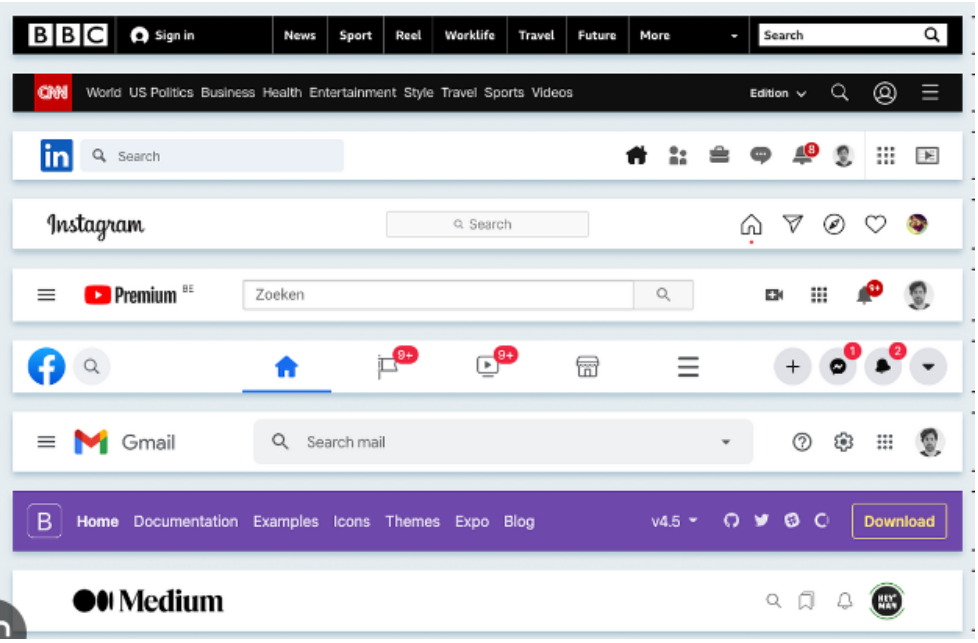 BBC Sign in News Sport Reel Worklife Travel Future More Search
CNN World US Politics Business Health Entertainment Style Travel Sports Videos Edition
in Search 8
Instagram Search
Premium BE Zoeken 9+
f 9+ 9+ 1 2
Gmail Search mail
B Home Documentation Examples Icons Themes Expo Blog v4.5 Download
Medium HEY MAN